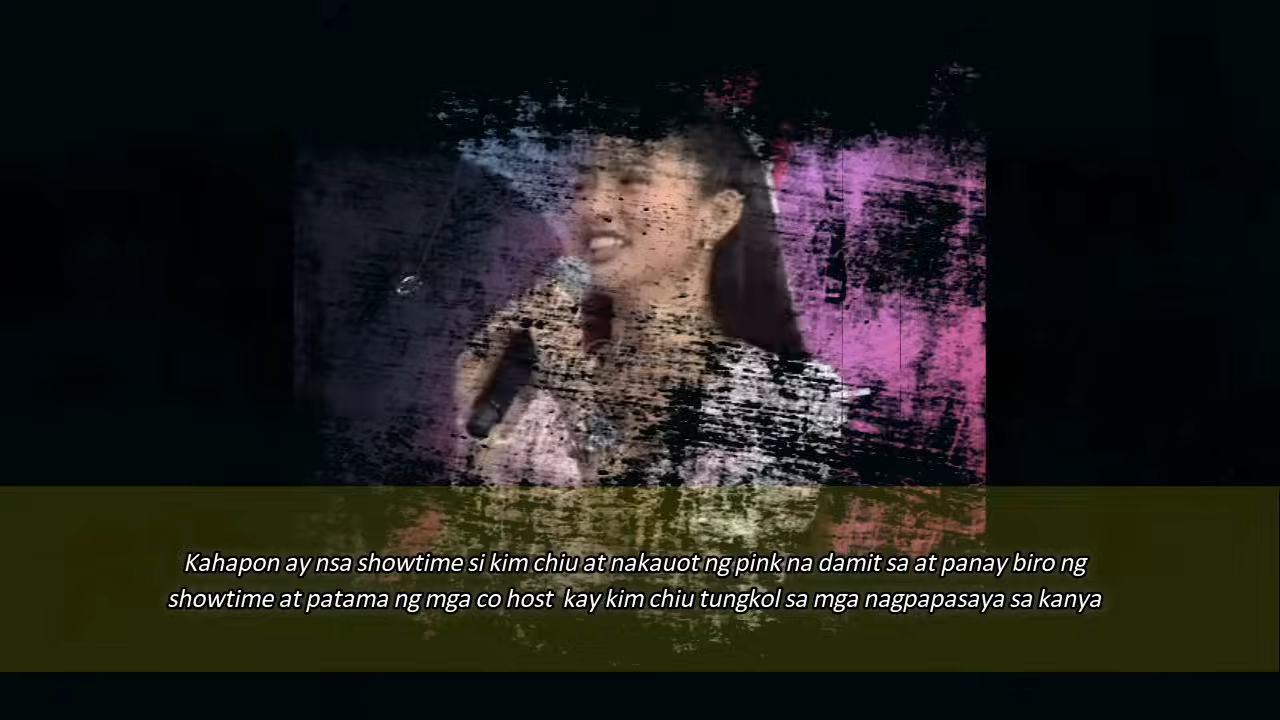 Kahapon ay nsa showtime si kim chiu at nakauot ng pink na damit sa at panay biro ng
showtime at patama ng mga co host  kay kim chiu tungkol sa mga nagpapasaya sa kanya